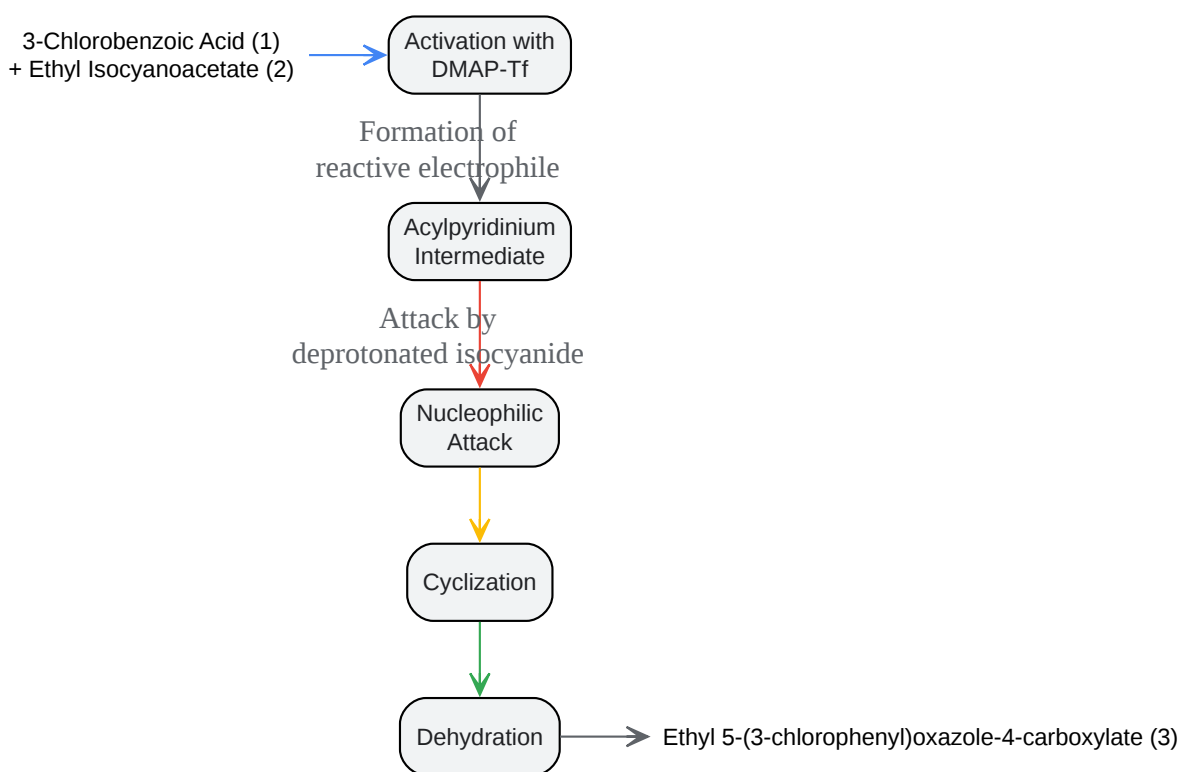 3-Chlorobenzoic Acid (1)
+ Ethyl Isocyanoacetate (2)
Activation with
DMAP-Tf
Formation of
reactive electrophile
Acylpyridinium
Intermediate
Attack by
deprotonated isocyanide
Nucleophilic
Attack
Cyclization
Dehydration
Ethyl 5-(3-chlorophenyl)oxazole-4-carboxylate (3)